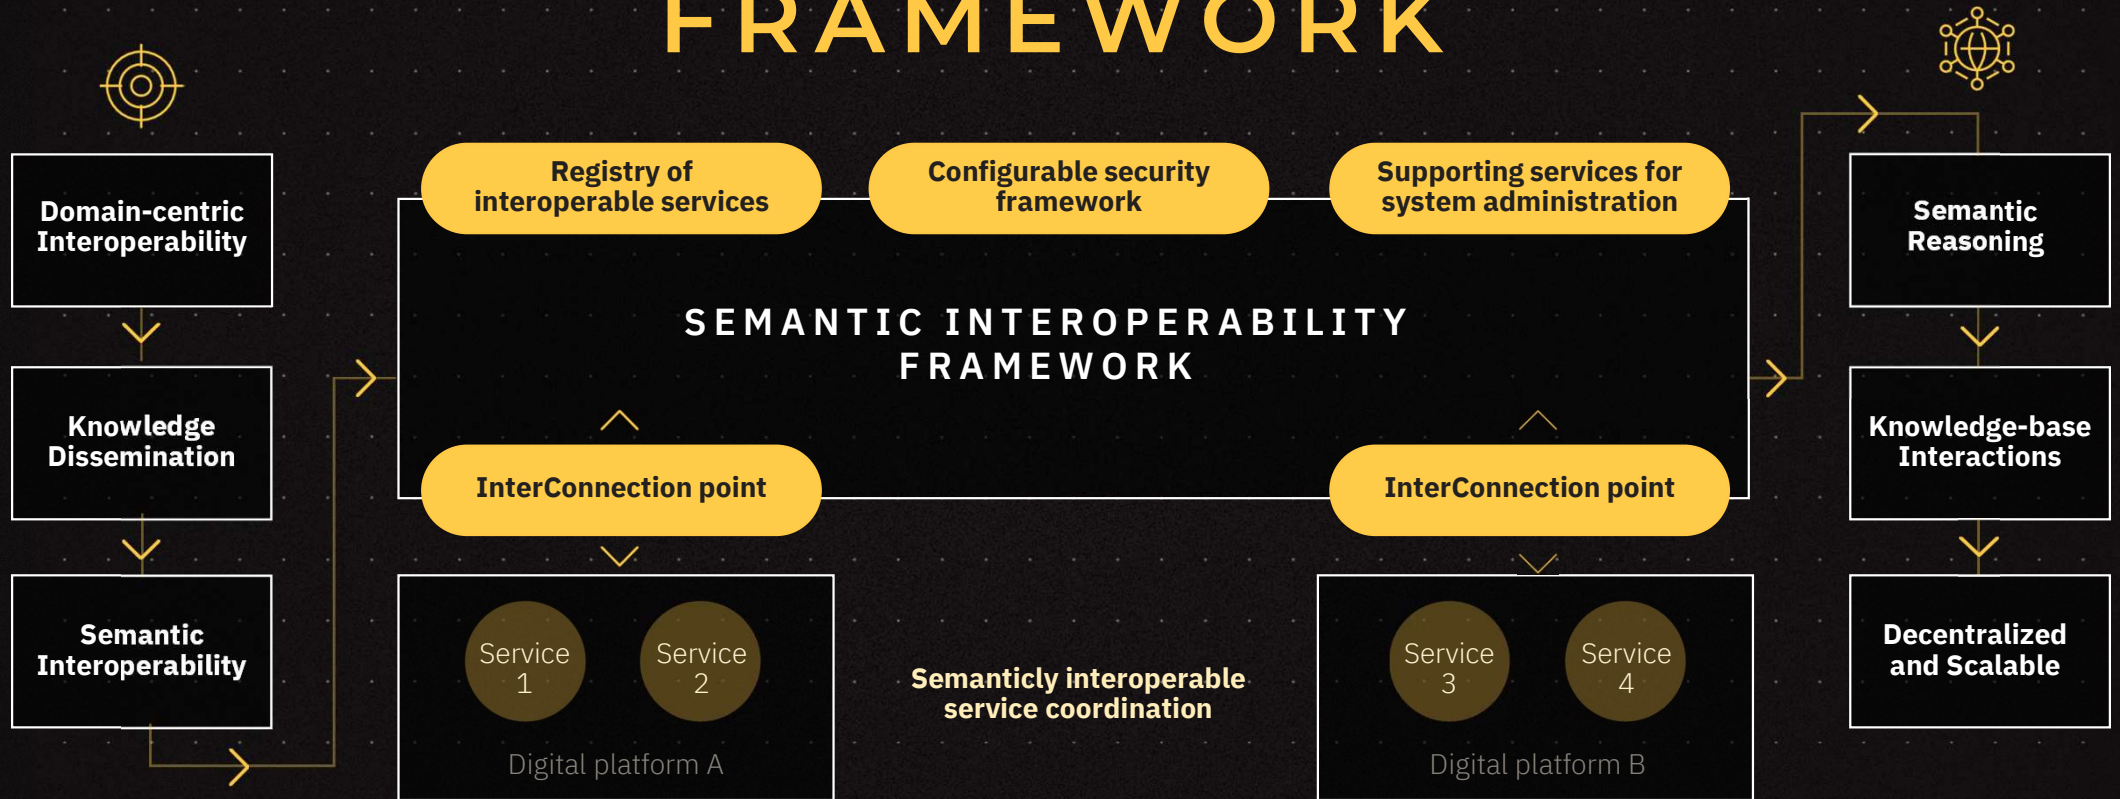 FRAMEWORK
Domain-centric
Interoperability
Knowledge
Dissemination
Semantic
Interoperability
Registry of
interoperable services
Configurable security
framework
Supporting services for
system administration
SEMANTIC INTEROPERABILITY
FRAMEWORK
InterConnection point
InterConnection point
Service
1
Service
2
Digital platform A
Semanticly interoperable
service coordination
Service
3
Service
4
Digital platform B
Semantic
Reasoning
Knowledge-base
Interactions
Decentralized
and Scalable